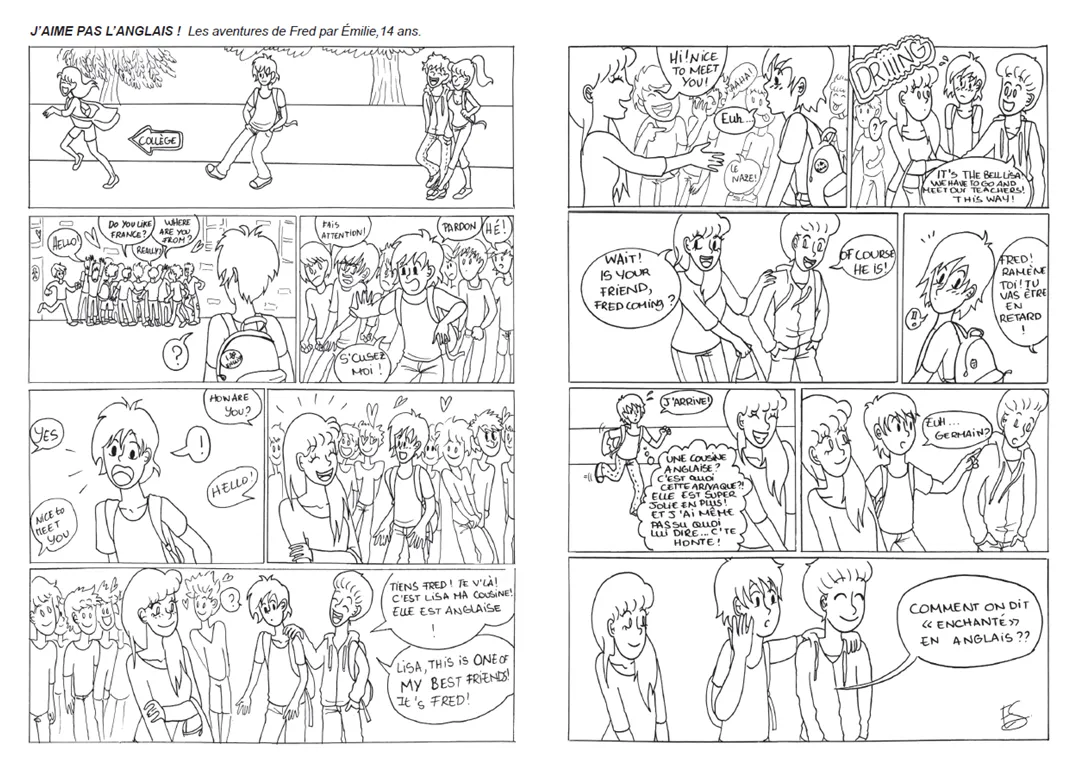 J'AIME PAS L'ANGLAIS ! Les aventures de Fred par Émilie, 14 ans.
COLLÈGE
HELLO!
DO YOU LIKE
FRANCE?
REALLY?
WHERE
ARE YOU
FROM?
?
FAIS
ATTENTION!
PARDON
HÉ!
S'CUSEZ
MOI !
YES
NICE to
MEET
YOU
!
HOW ARE
YOU?
HELLO!
?
TIENS FRED! TE V'LÀ!
C'EST LISA MA COUSINE!
ELLE EST ANGLAISE
!
LISA, THIS IS ONE OF
MY BEST FRIENDS!
IT'S FRED!
Hi! NICE
TO MEET
YOU!
Euh...
LE
NAZE!
DRIIING
?
IT'S THE BELL LISA!
WE HAVE TO GO AND
MEET OUR TEACHERS!
THIS WAY!
WAIT!
IS YOUR
FRIEND,
FRED COMING?
OF COURSE
HE IS!
!!
FRED!
RAMÈNE
TOI! TU
VAS ÊTRE
EN
RETARD
!
J'ARRIVE!
UNE COUSINE
ANGLAISE?
C'EST QUOI
CETTE ARNAQUE?!
ELLE EST SUPER
JOLIE EN PLUS!
ET J'AI MÊME
PAS SU QUOI
LUI DIRE... C'TE
HONTE!
EUH...
GERMAIN?
COMMENT ON DIT
« ENCHANTÉ »
EN ANGLAIS??